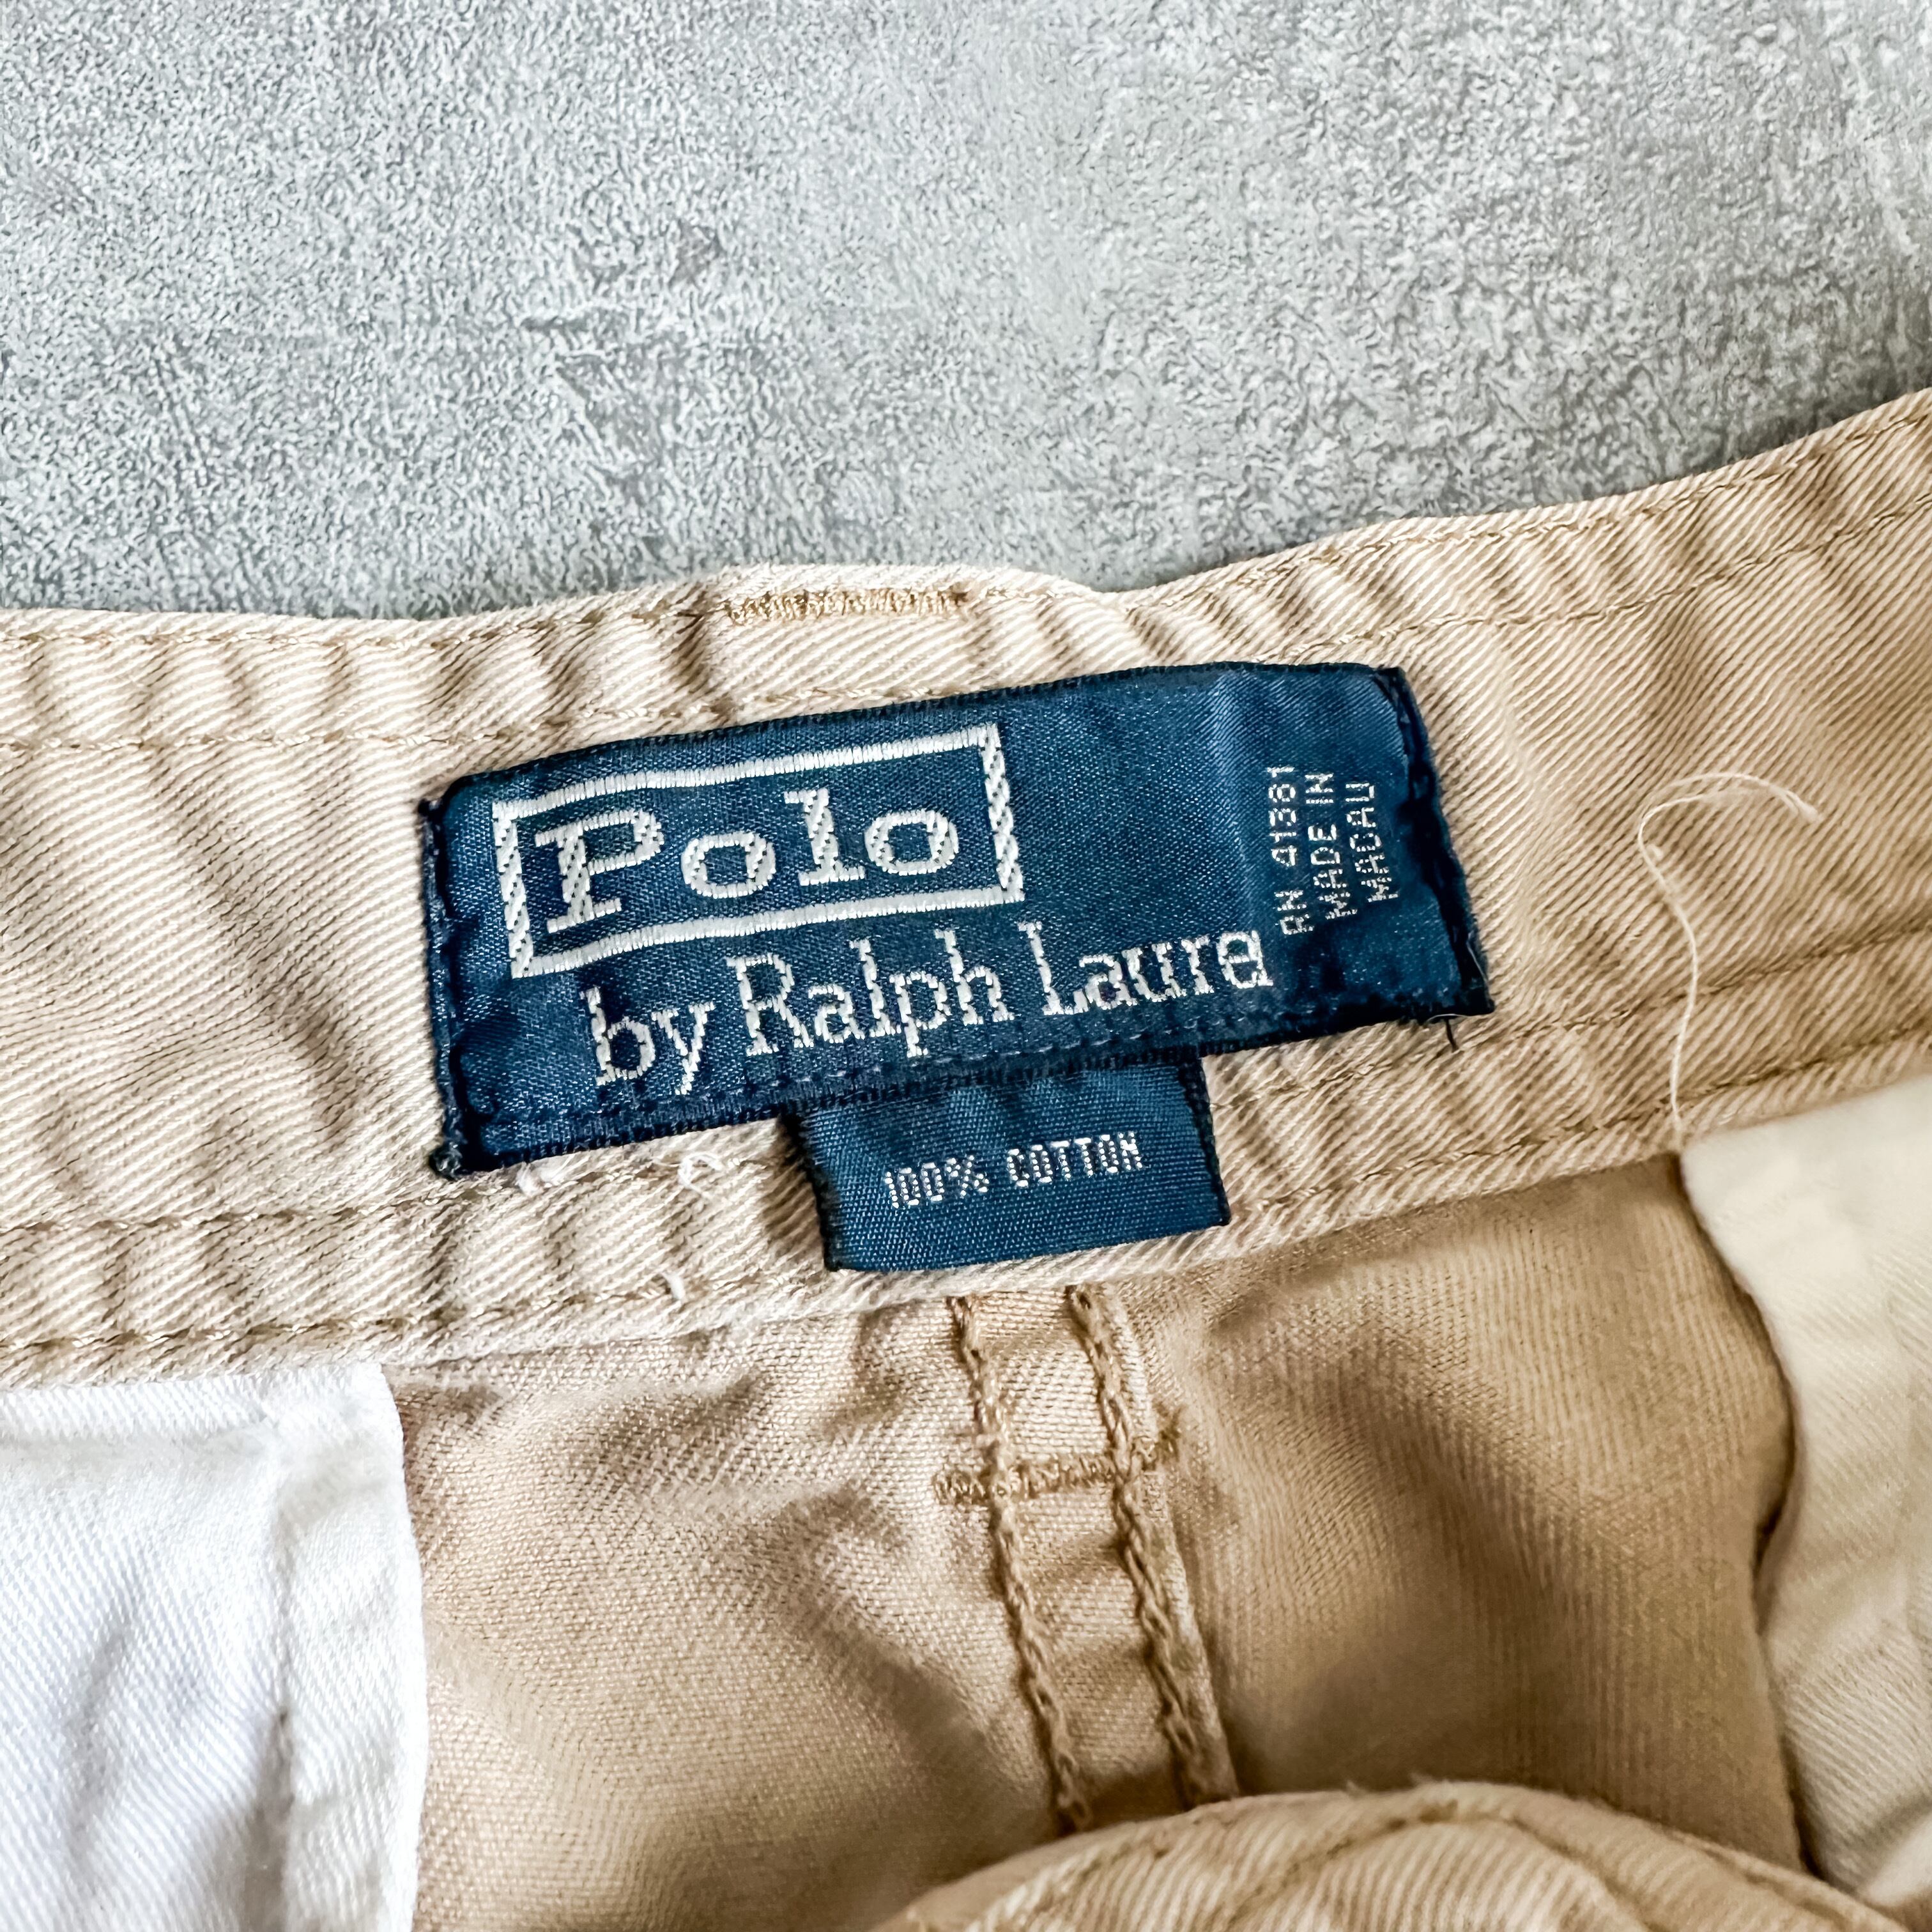 Polo
by Ralph Laure
RN 41381
MADE IN
MACAU
100% COTTON